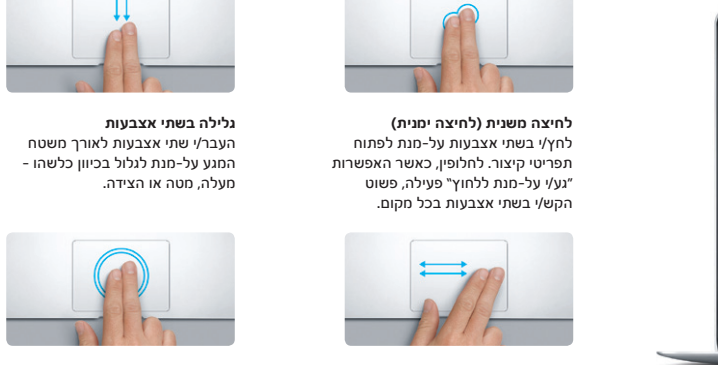 לחיצה משנית (לחיצה ימנית)
לחץ/י בשתי אצבעות על-מנת לפתוח
תפריטי קיצור. לחלופין, כאשר האפשרות
"גע/י על-מנת ללחוץ" פעילה, פשוט
הקש/י בשתי אצבעות בכל מקום.
גלילה בשתי אצבעות
העבר/י שתי אצבעות לאורך משטח
המגע על-מנת לגלול בכיוון כלשהו -
מעלה, מטה או הצידה.